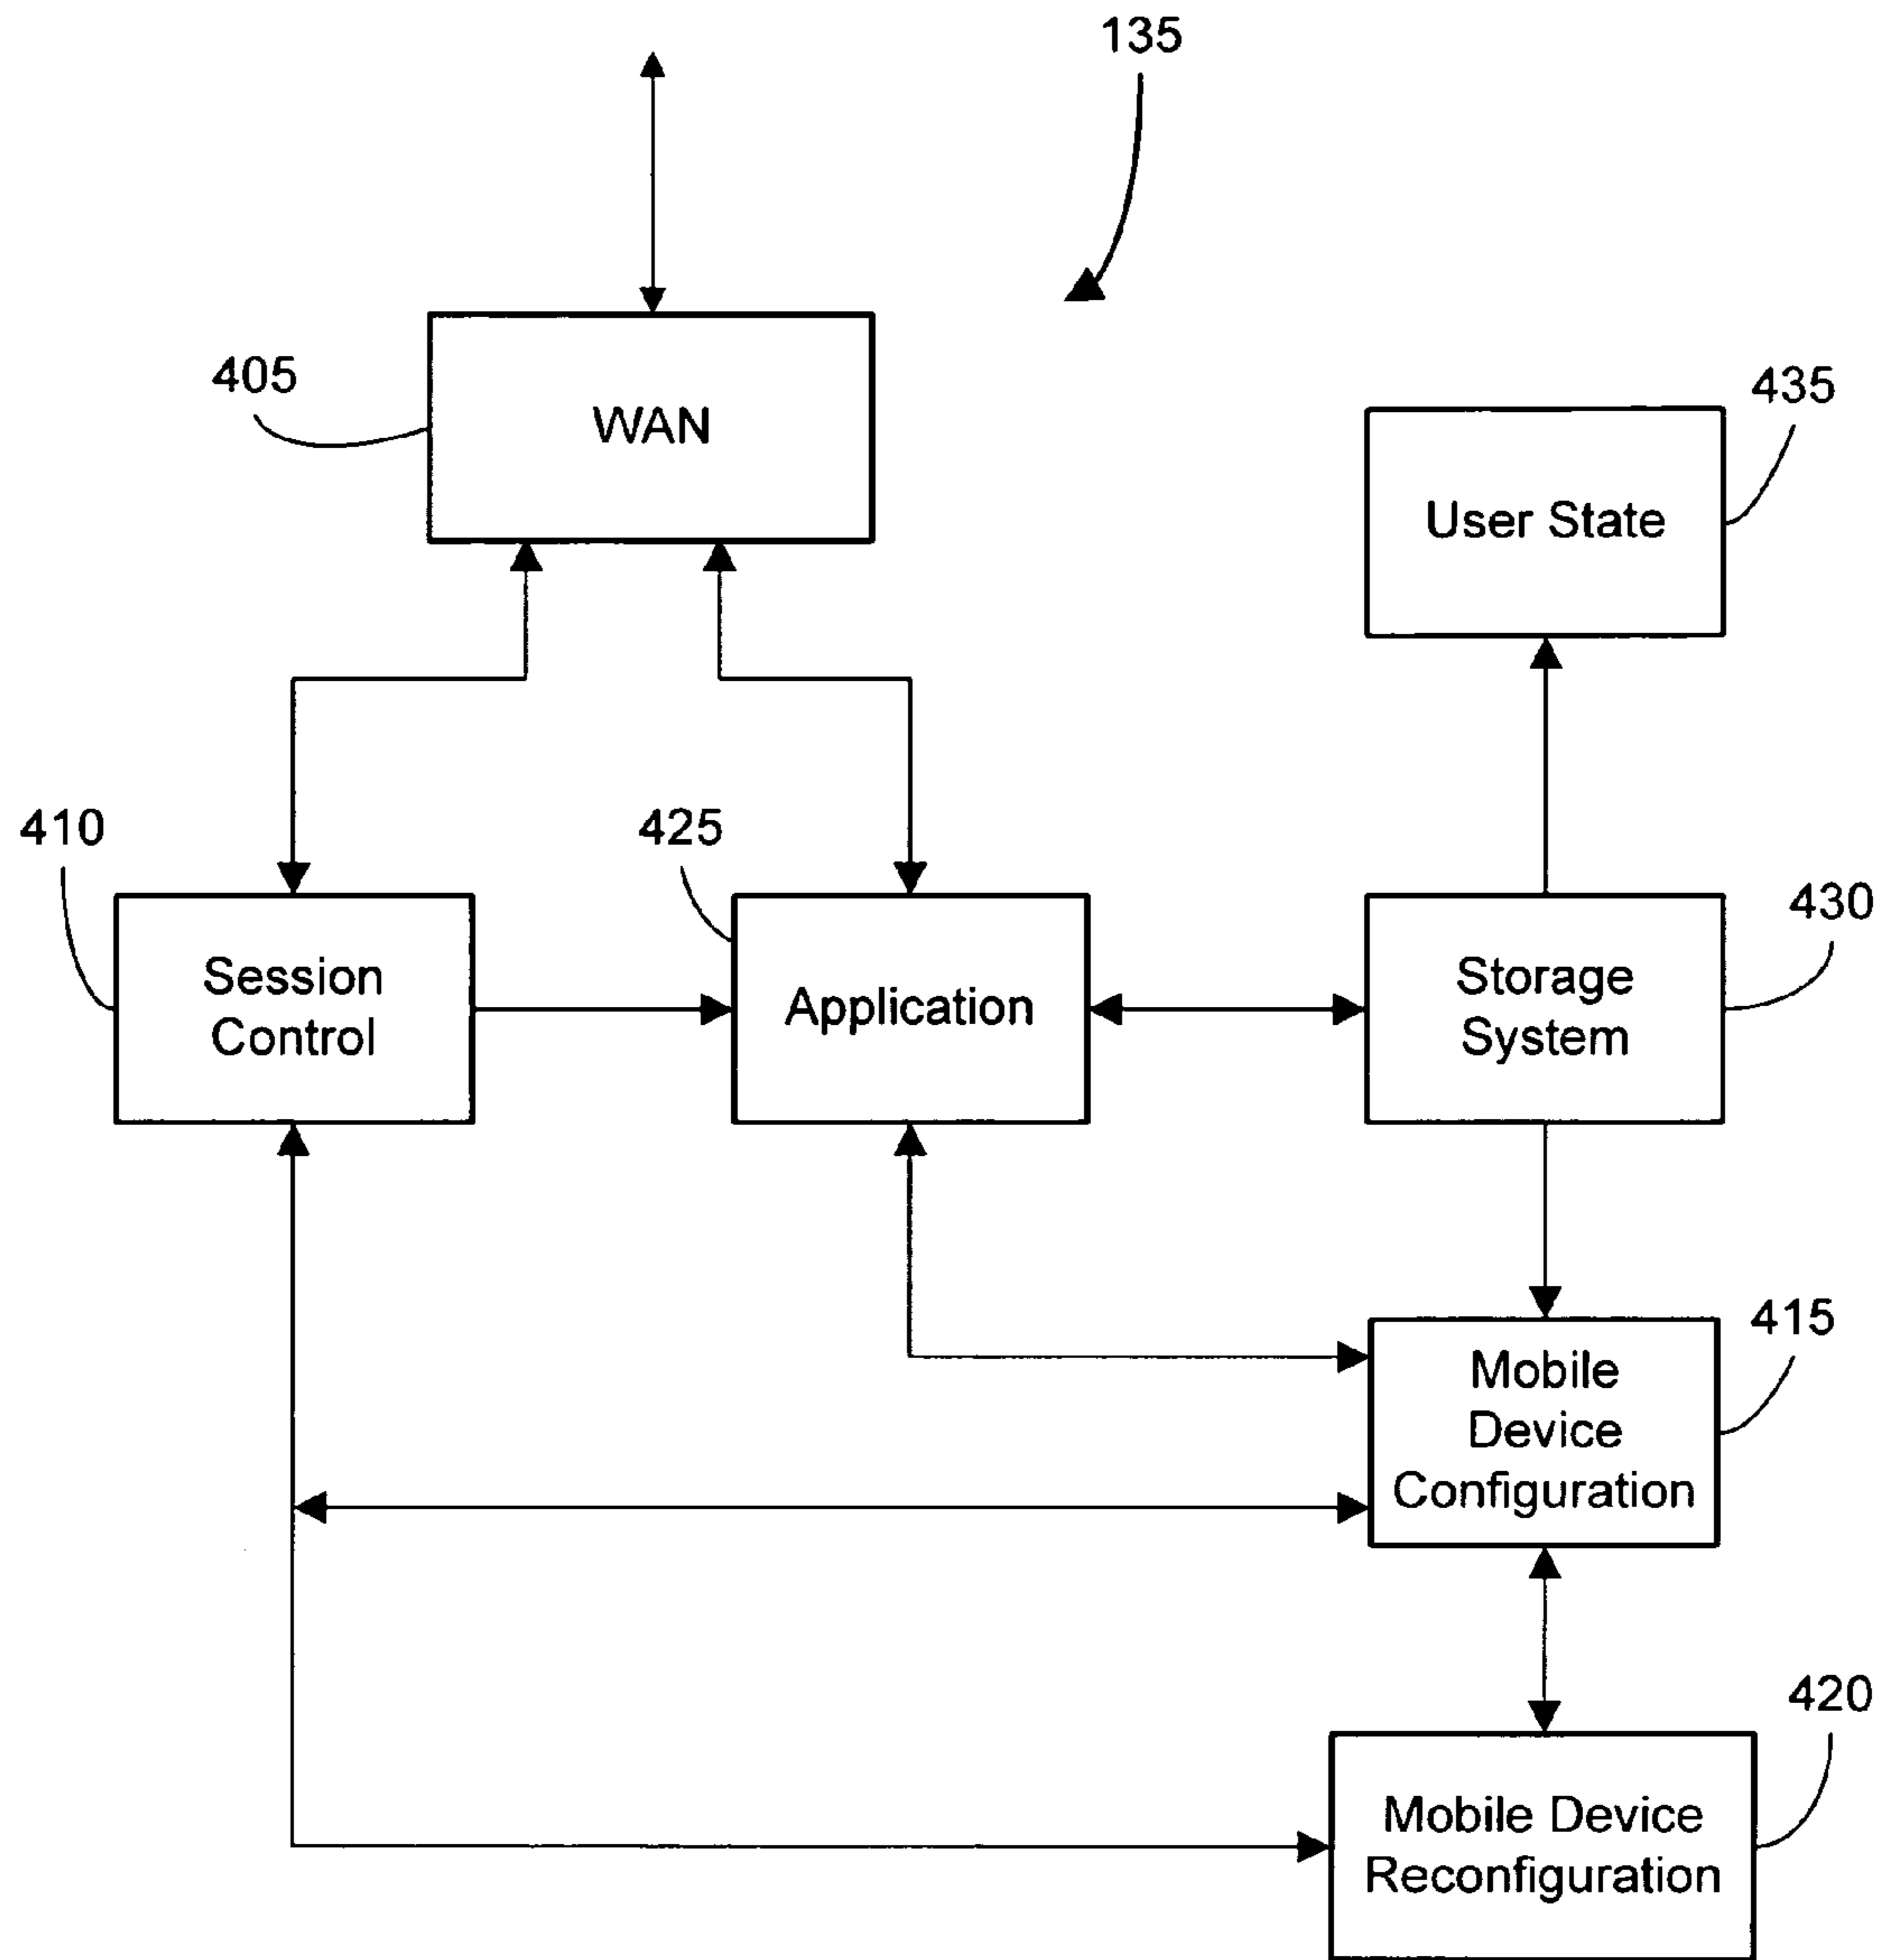 135
405
WAN
435
User State
410
425
430
Session
Control
Application
Storage
System
415
Mobile
Device
Configuration
420
Mobile Device
Reconfiguration